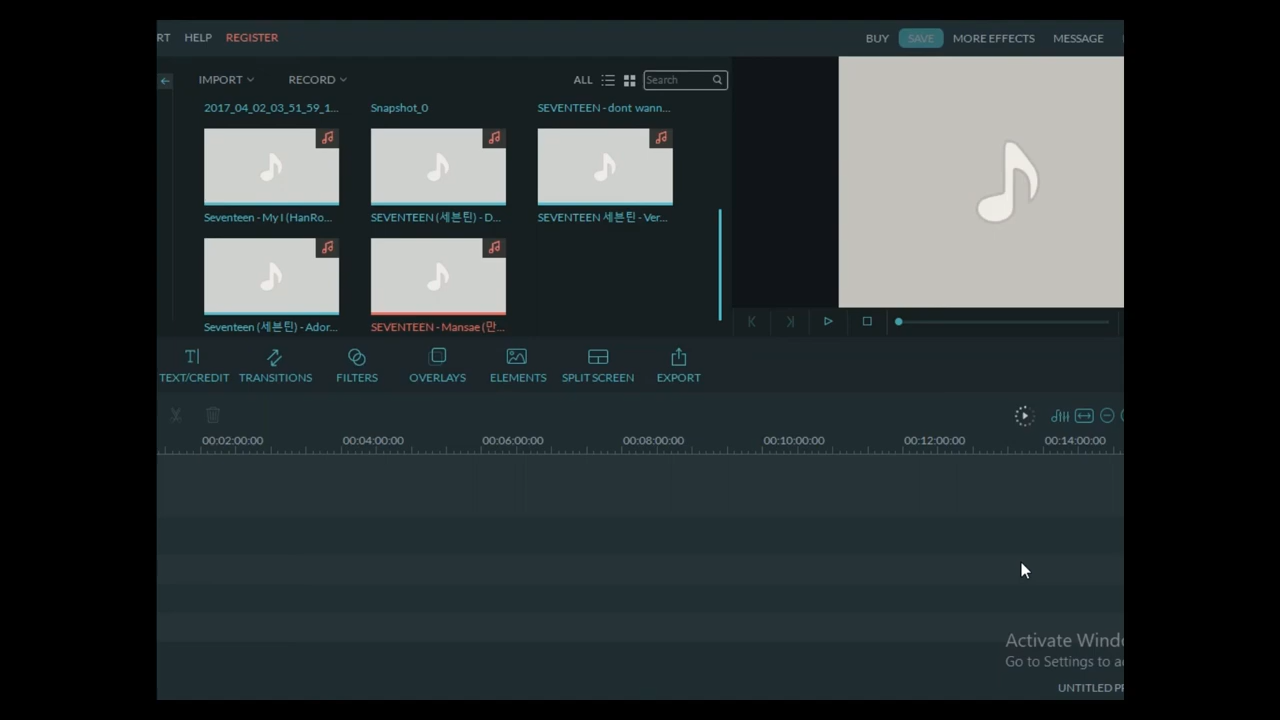 RT HELP REGISTER BUY SAVE MORE EFFECTS MESSAGE
IMPORT RECORD ALL Search
2017_04_02_03_51_59_1... Snapshot_0 SEVENTEEN - dont wann...
Seventeen - My I (HanRo... SEVENTEEN (세븐틴) - D... SEVENTEEN 세븐틴 - Ver...
Seventeen (세븐틴) - Ador... SEVENTEEN - Mansae (만...
TEXT/CREDIT TRANSITIONS FILTERS OVERLAYS ELEMENTS SPLIT SCREEN EXPORT
00:02:00:00 00:04:00:00 00:06:00:00 00:08:00:00 00:10:00:00 00:12:00:00 00:14:00:00
Activate Windo
Go to Settings to a
UNTITLED PR